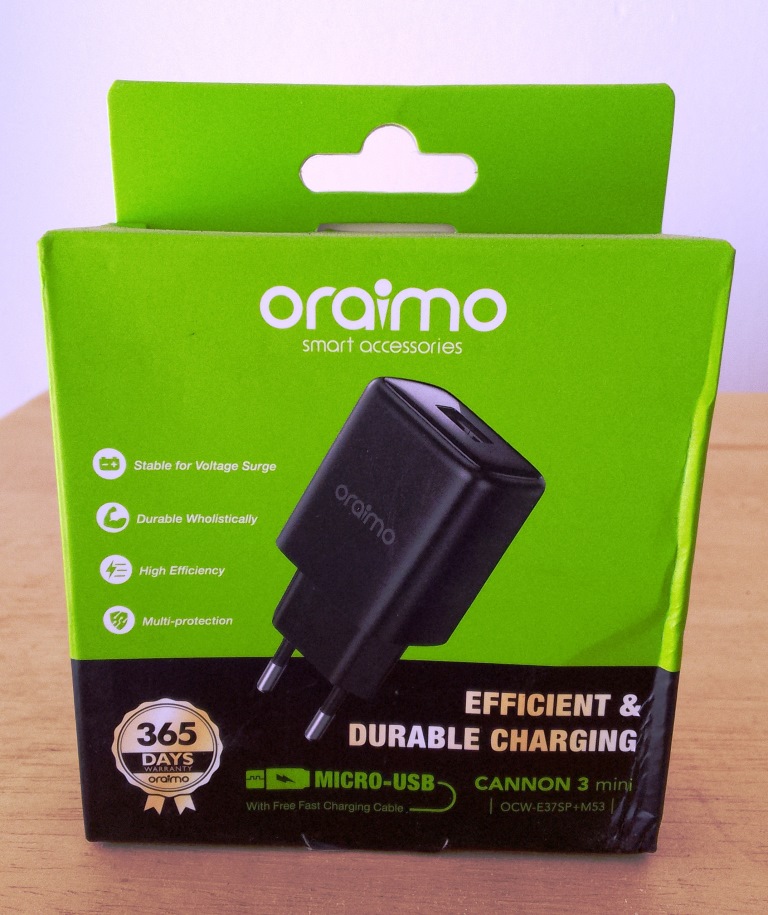 oraimo
smart accessories
oraimo
Stable for Voltage Surge
Durable Wholistically
High Efficiency
Multi-protection
EFFICIENT &
DURABLE CHARGING
365
DAYS
WARRANTY
oraimo
MICRO-USB
With Free Fast Charging Cable
CANNON 3 mini
| OCW-E37SP+M53 |